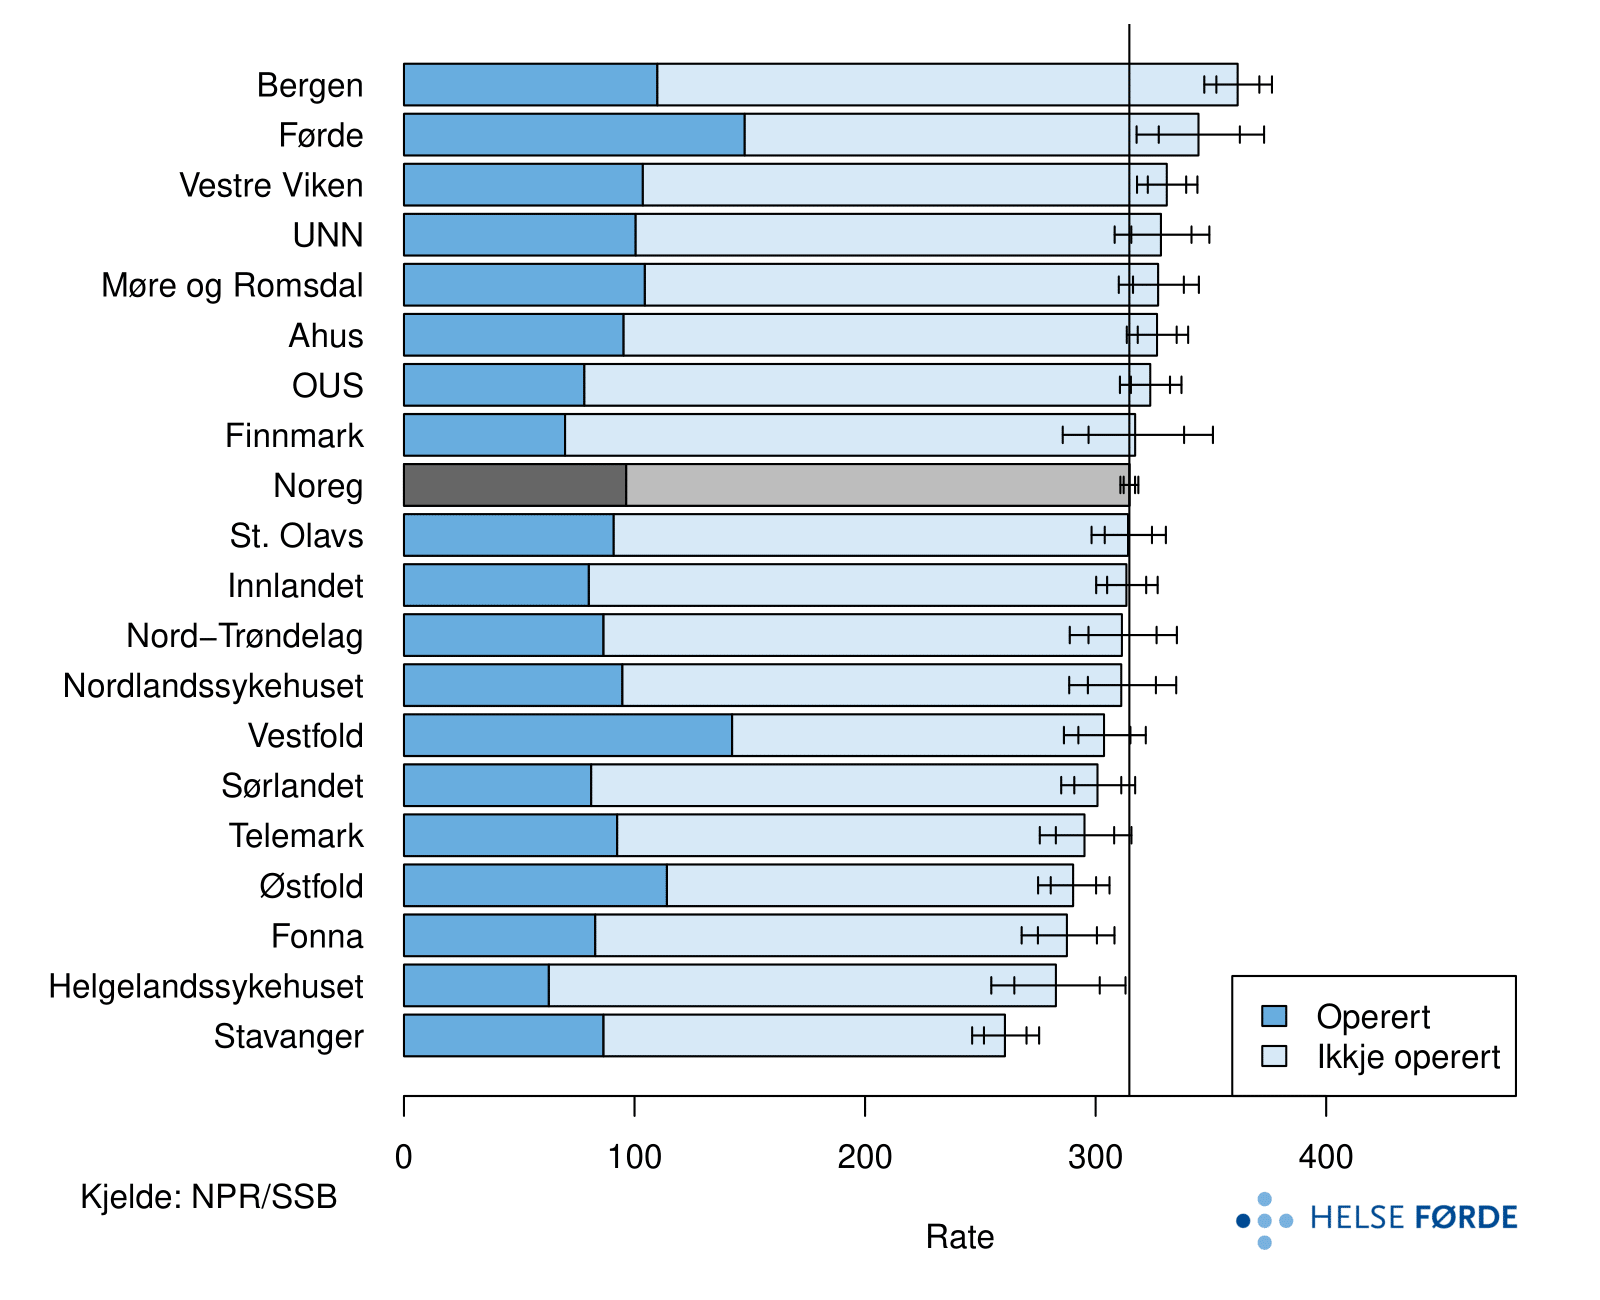 Bergen
Førde
Vestre Viken
UNN
Møre og Romsdal
Ahus
OUS
Finnmark
Noreg
St. Olavs
Innlandet
Nord−Trøndelag
Nordlandssykehuset
Vestfold
Sørlandet
Telemark
Østfold
Fonna
Helgelandssykehuset
Stavanger
Operert
Ikkje operert
0 100 200 300 400
Kjelde: NPR/SSB
Rate
HELSE FØRDE